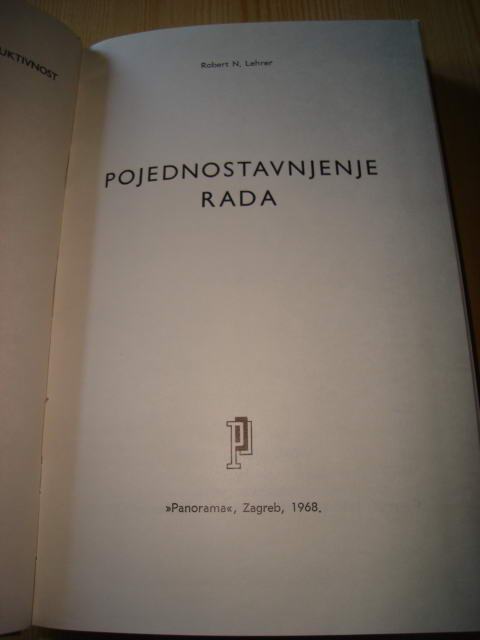 UKTIVNOST
Robert N. Lehrer
POJEDNOSTAVNJENJE
RADA
»Panorama«, Zagreb, 1968.